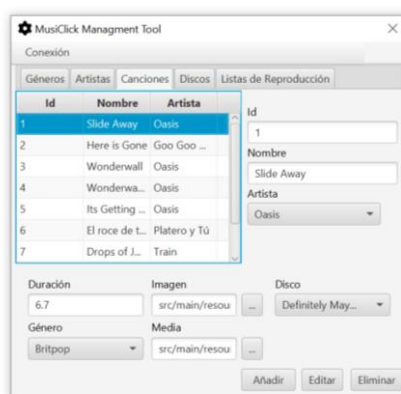 MusiClick Managment Tool
Conexión
Géneros Artistas Canciones Discos Listas de Reproducción
Id Nombre Artista
1 Slide Away Oasis
2 Here is Gone Goo Goo ...
3 Wonderwall Oasis
4 Wonderwa... Oasis
5 Its Getting ... Oasis
6 El roce de t... Platero y Tú
7 Drops of J... Train
Id
1
Nombre
Slide Away
Artista
Oasis
Duración Imagen Disco
6.7 src/main/resou ... Definitely May...
Género Media
Britpop src/main/resou ...
Añadir Editar Eliminar